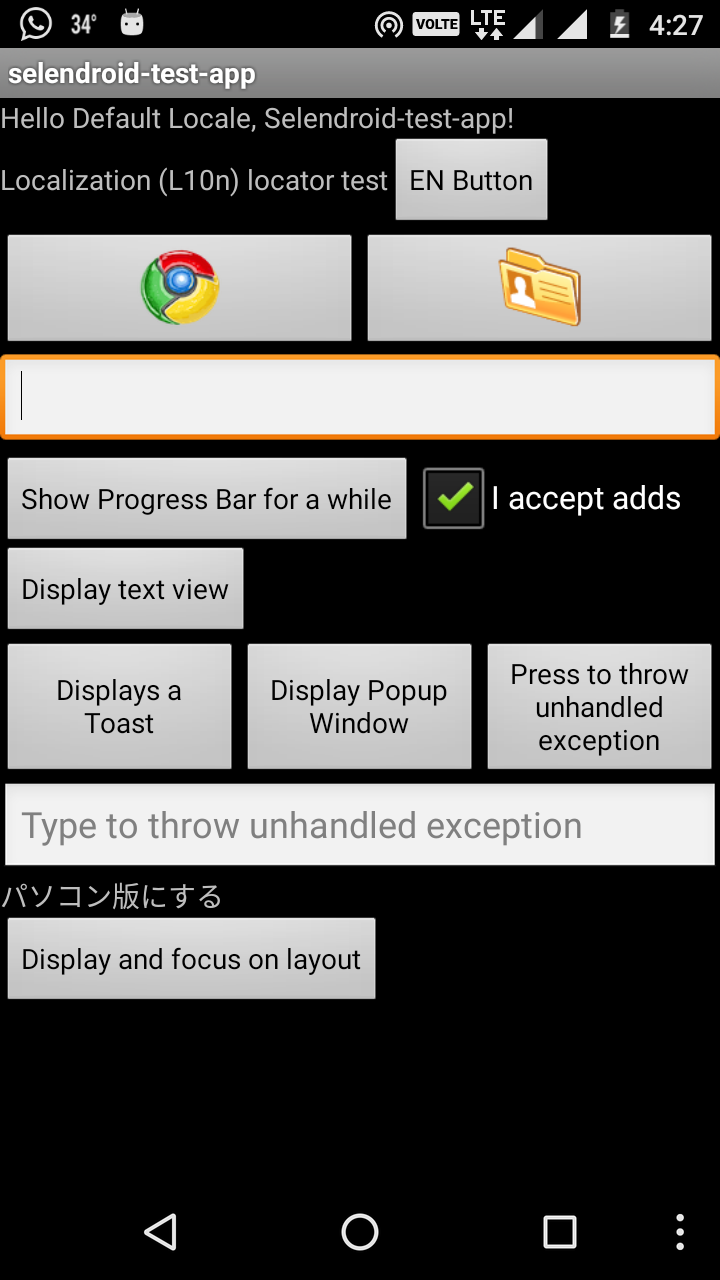 34°
VOLTE
LTE
4:27
selendroid-test-app
Hello Default Locale, Selendroid-test-app!
Localization (L10n) locator test
EN Button
Show Progress Bar for a while
I accept adds
Display text view
Displays a
Toast
Display Popup
Window
Press to throw
unhandled
exception
Type to throw unhandled exception
パソコン版にする
Display and focus on layout